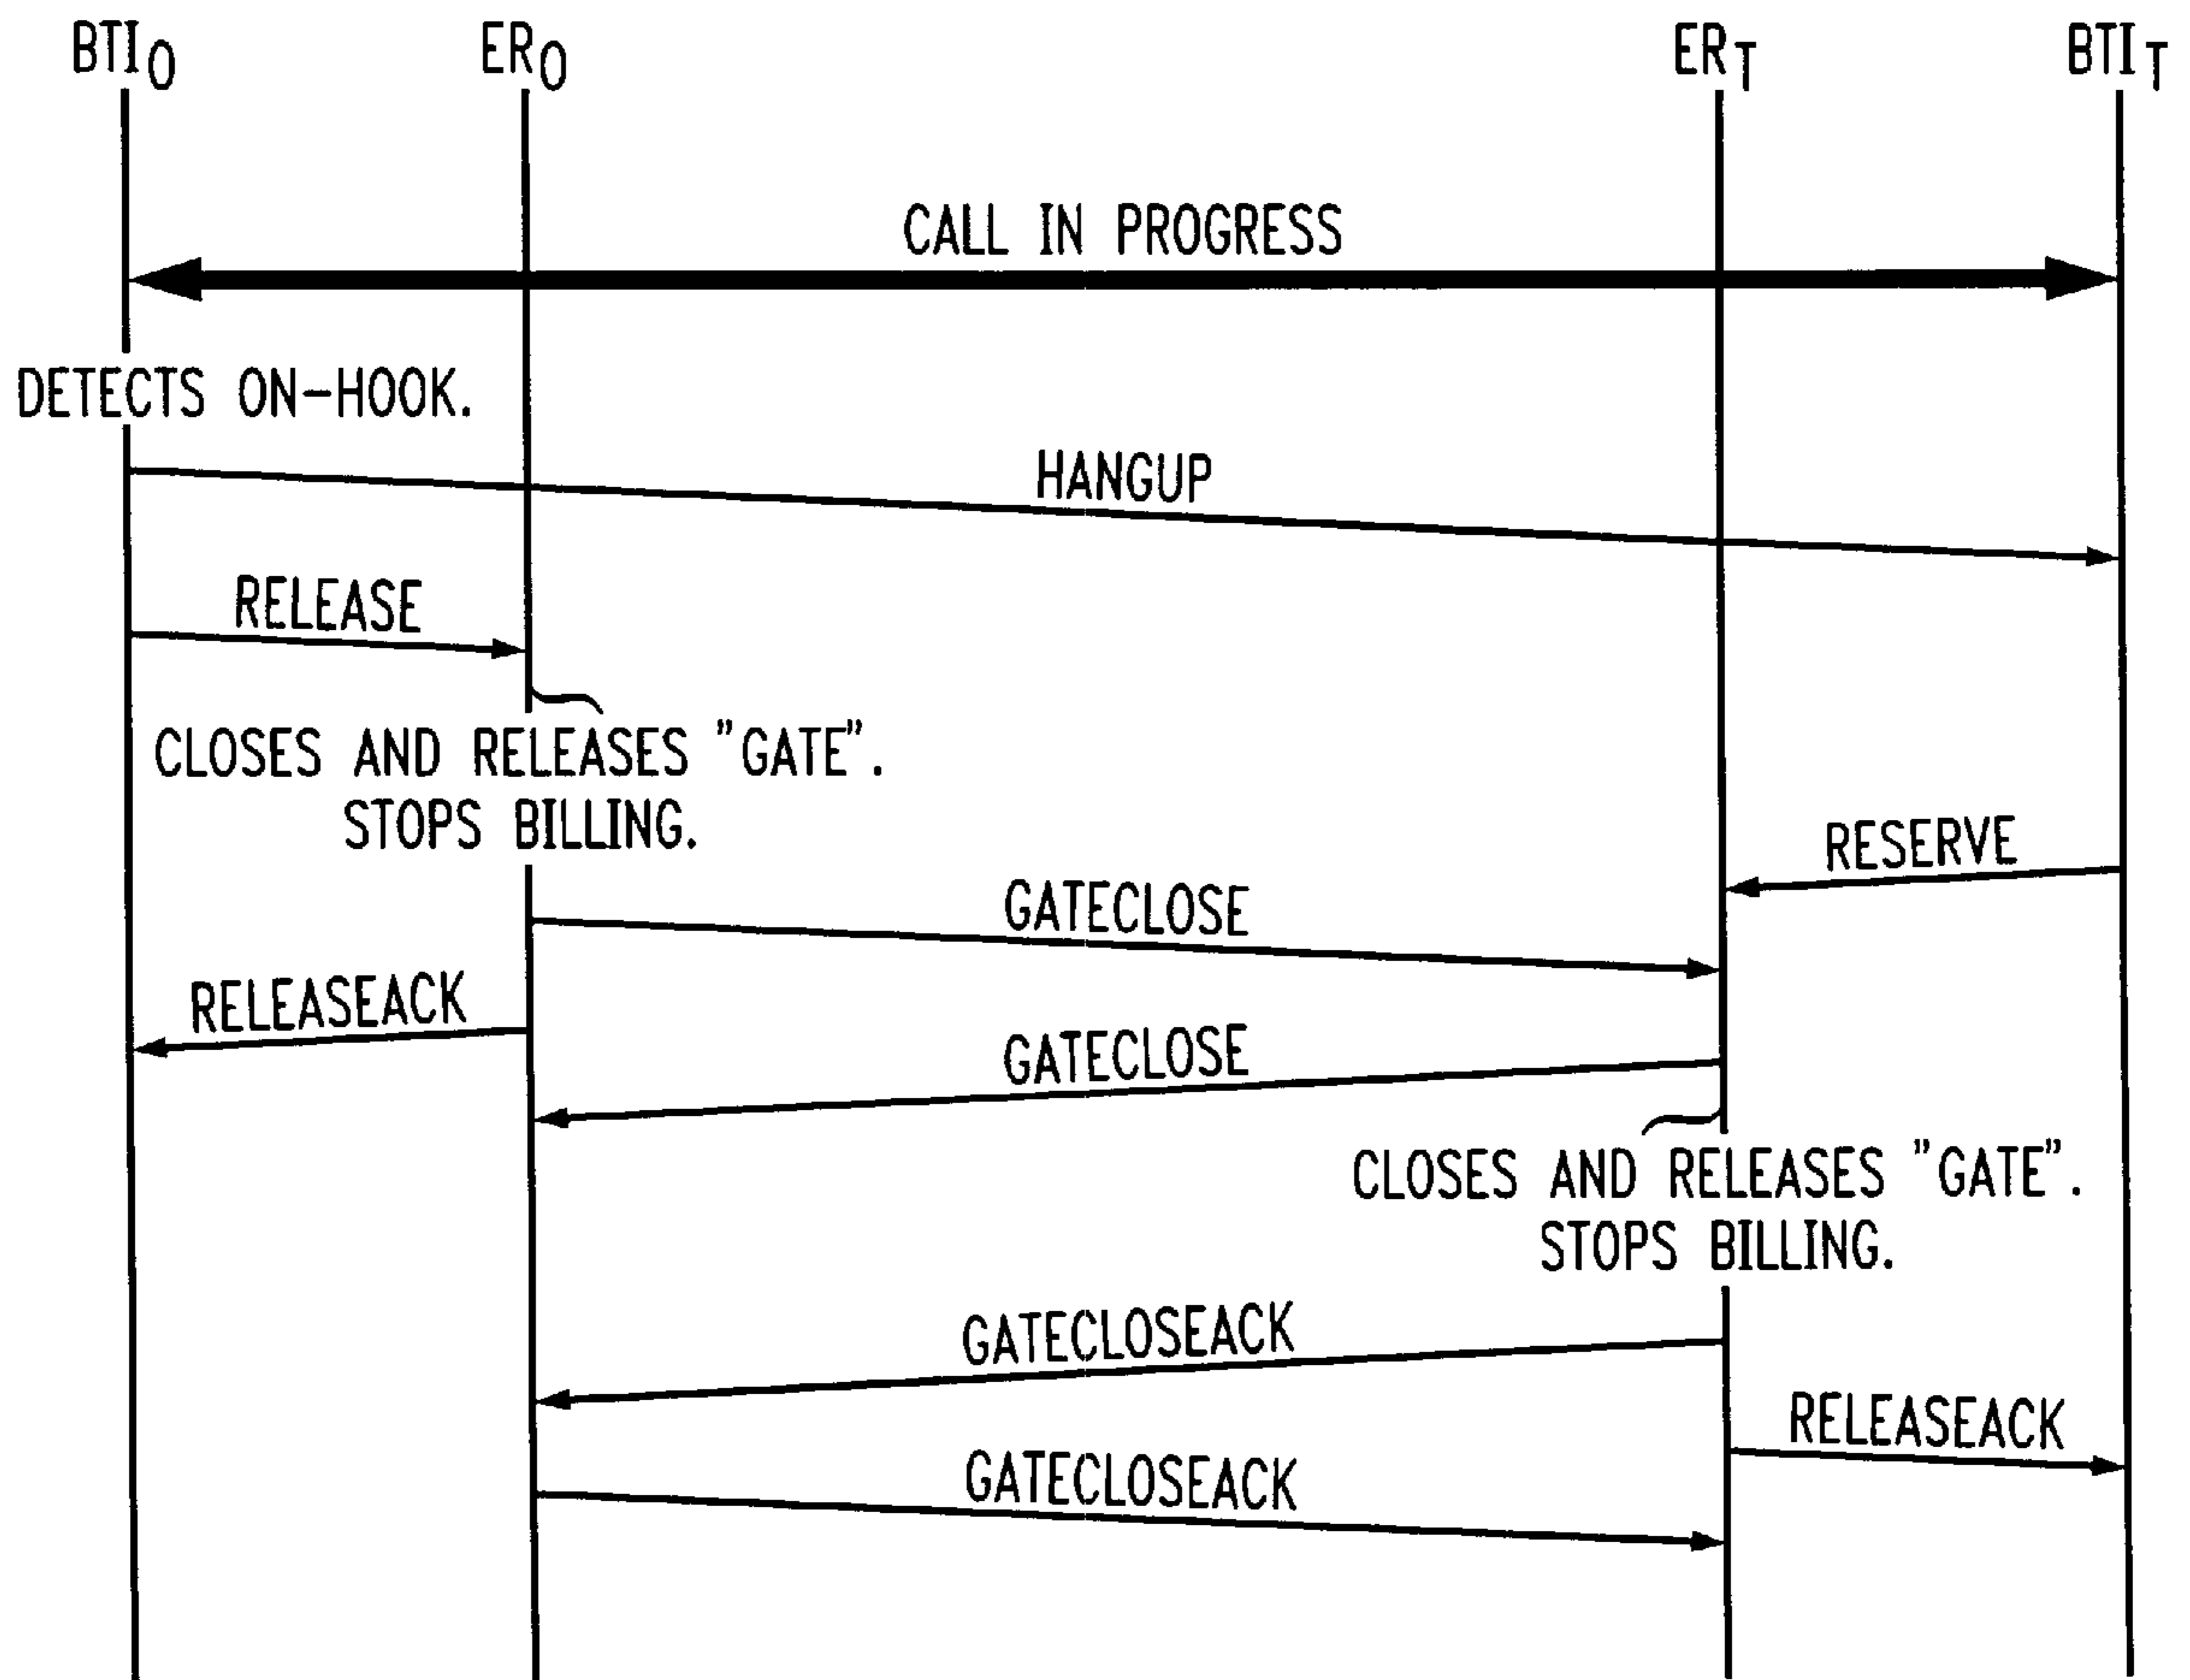 BTIO
ERO
ERT
BTIT
CALL IN PROGRESS
DETECTS ON-HOOK.
HANGUP
RELEASE
CLOSES AND RELEASES "GATE".
STOPS BILLING.
RESERVE
GATECLOSE
RELEASEACK
GATECLOSE
CLOSES AND RELEASES "GATE".
STOPS BILLING.
GATECLOSEACK
RELEASEACK
GATECLOSEACK